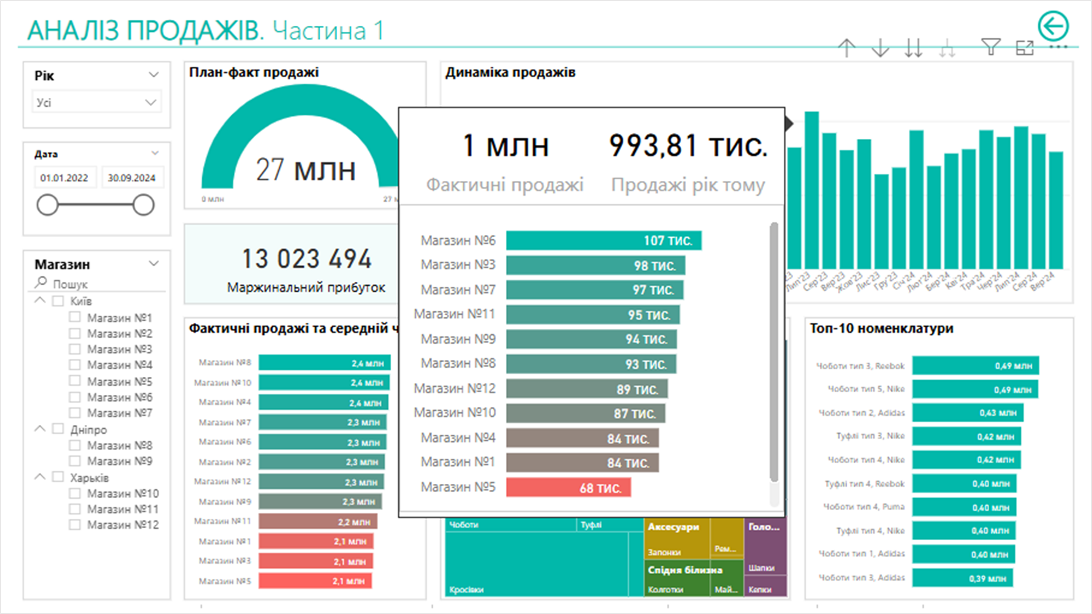 АНАЛІЗ ПРОДАЖІВ. Частина 1
Рік
Усі
Дата
01.01.2022 30.09.2024
Магазин
Пошук
Київ
Магазин №1
Магазин №2
Магазин №3
Магазин №4
Магазин №5
Магазин №6
Магазин №7
Дніпро
Магазин №8
Магазин №9
Харьків
Магазин №10
Магазин №11
Магазин №12
План-факт продажі
27 млн
0 млн
13 023 494
Маржинальний прибуток
Фактичні продажі та середній
Магазин №8 2,4 млн
Магазин №10 2,4 млн
Магазин №4 2,4 млн
Магазин №7 2,3 млн
Магазин №6 2,3 млн
Магазин №2 2,3 млн
Магазин №12 2,3 млн
Магазин №9 2,3 млн
Магазин №11 2,2 млн
Магазин №1 2,1 млн
Магазин №3 2,1 млн
Магазин №5 2,1 млн
Динаміка продажів
1 млн 993,81 тис.
Фактичні продажі Продажі рік тому
Магазин №6 107 тис.
Магазин №3 98 тис.
Магазин №7 97 тис.
Магазин №11 95 тис.
Магазин №9 94 тис.
Магазин №8 93 тис.
Магазин №12 89 тис.
Магазин №10 87 тис.
Магазин №4 84 тис.
Магазин №1 84 тис.
Магазин №5 68 тис.
Лип'23 Сер'23 Вер'23 Жов'23 Лис'23 Гру'23 Січ'24 Лют'24 Бер'24 Кві'24 Тра'24 Чер'24 Лип'24 Сер'24 Вер'24
Чоботи Туфлі
Кросівки
Аксесуари
Запонки Рем...
Спідня білизна
Колготки Май...
Голо...
Шапки
Кепки
Топ-10 номенклатури
Чоботи тип 3, Reebok 0,49 млн
Чоботи тип 5, Nike 0,49 млн
Чоботи тип 2, Adidas 0,43 млн
Туфлі тип 3, Nike 0,42 млн
Чоботи тип 4, Nike 0,42 млн
Туфлі тип 4, Reebok 0,40 млн
Чоботи тип 4, Puma 0,40 млн
Туфлі тип 4, Nike 0,40 млн
Чоботи тип 1, Adidas 0,40 млн
Чоботи тип 3, Adidas 0,39 млн